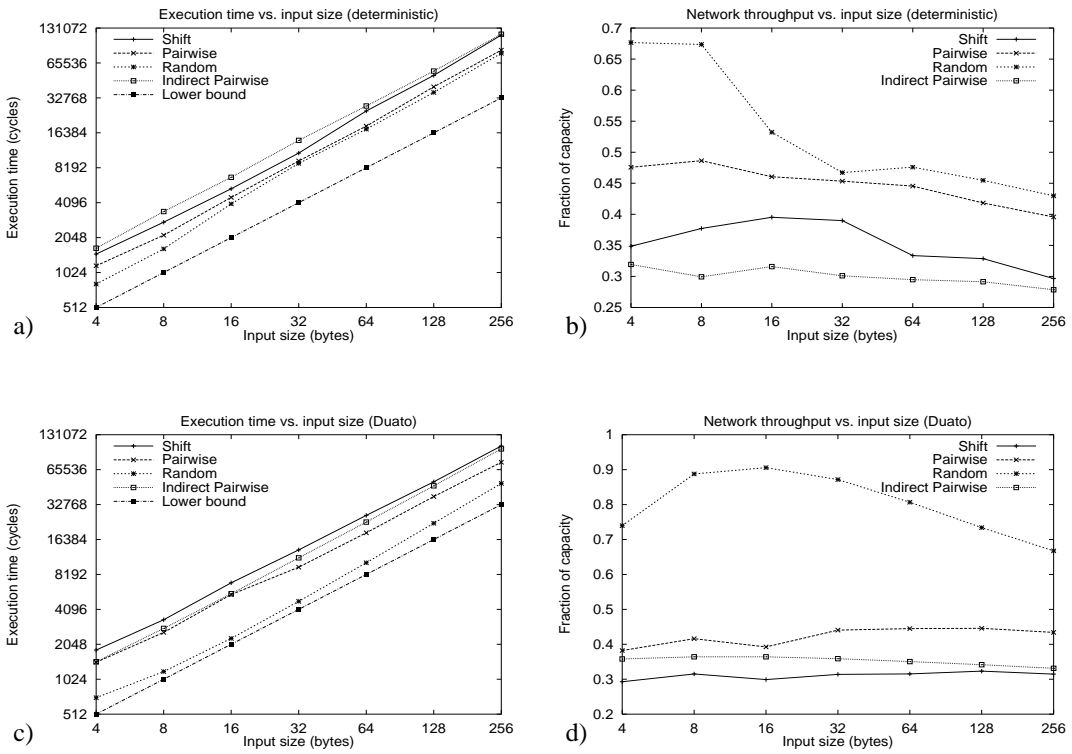 Execution time vs. input size (deterministic)
131072
65536
32768
16384
8192
4096
2048
1024
512
Execution time (cycles)
Shift
Pairwise
Random
Indirect Pairwise
Lower bound
4 8 16 32 64 128 256
Input size (bytes)
a)
Network throughput vs. input size (deterministic)
0.7
0.65
0.6
0.55
0.5
0.45
0.4
0.35
0.3
0.25
Fraction of capacity
Shift
Pairwise
Random
Indirect Pairwise
4 8 16 32 64 128 256
Input size (bytes)
b)
Execution time vs. input size (Duato)
131072
65536
32768
16384
8192
4096
2048
1024
512
Execution time (cycles)
Shift
Pairwise
Random
Indirect Pairwise
Lower bound
4 8 16 32 64 128 256
Input size (bytes)
c)
Network throughput vs. input size (Duato)
1
0.9
0.8
0.7
0.6
0.5
0.4
0.3
0.2
Fraction of capacity
Shift
Pairwise
Random
Indirect Pairwise
4 8 16 32 64 128 256
Input size (bytes)
d)